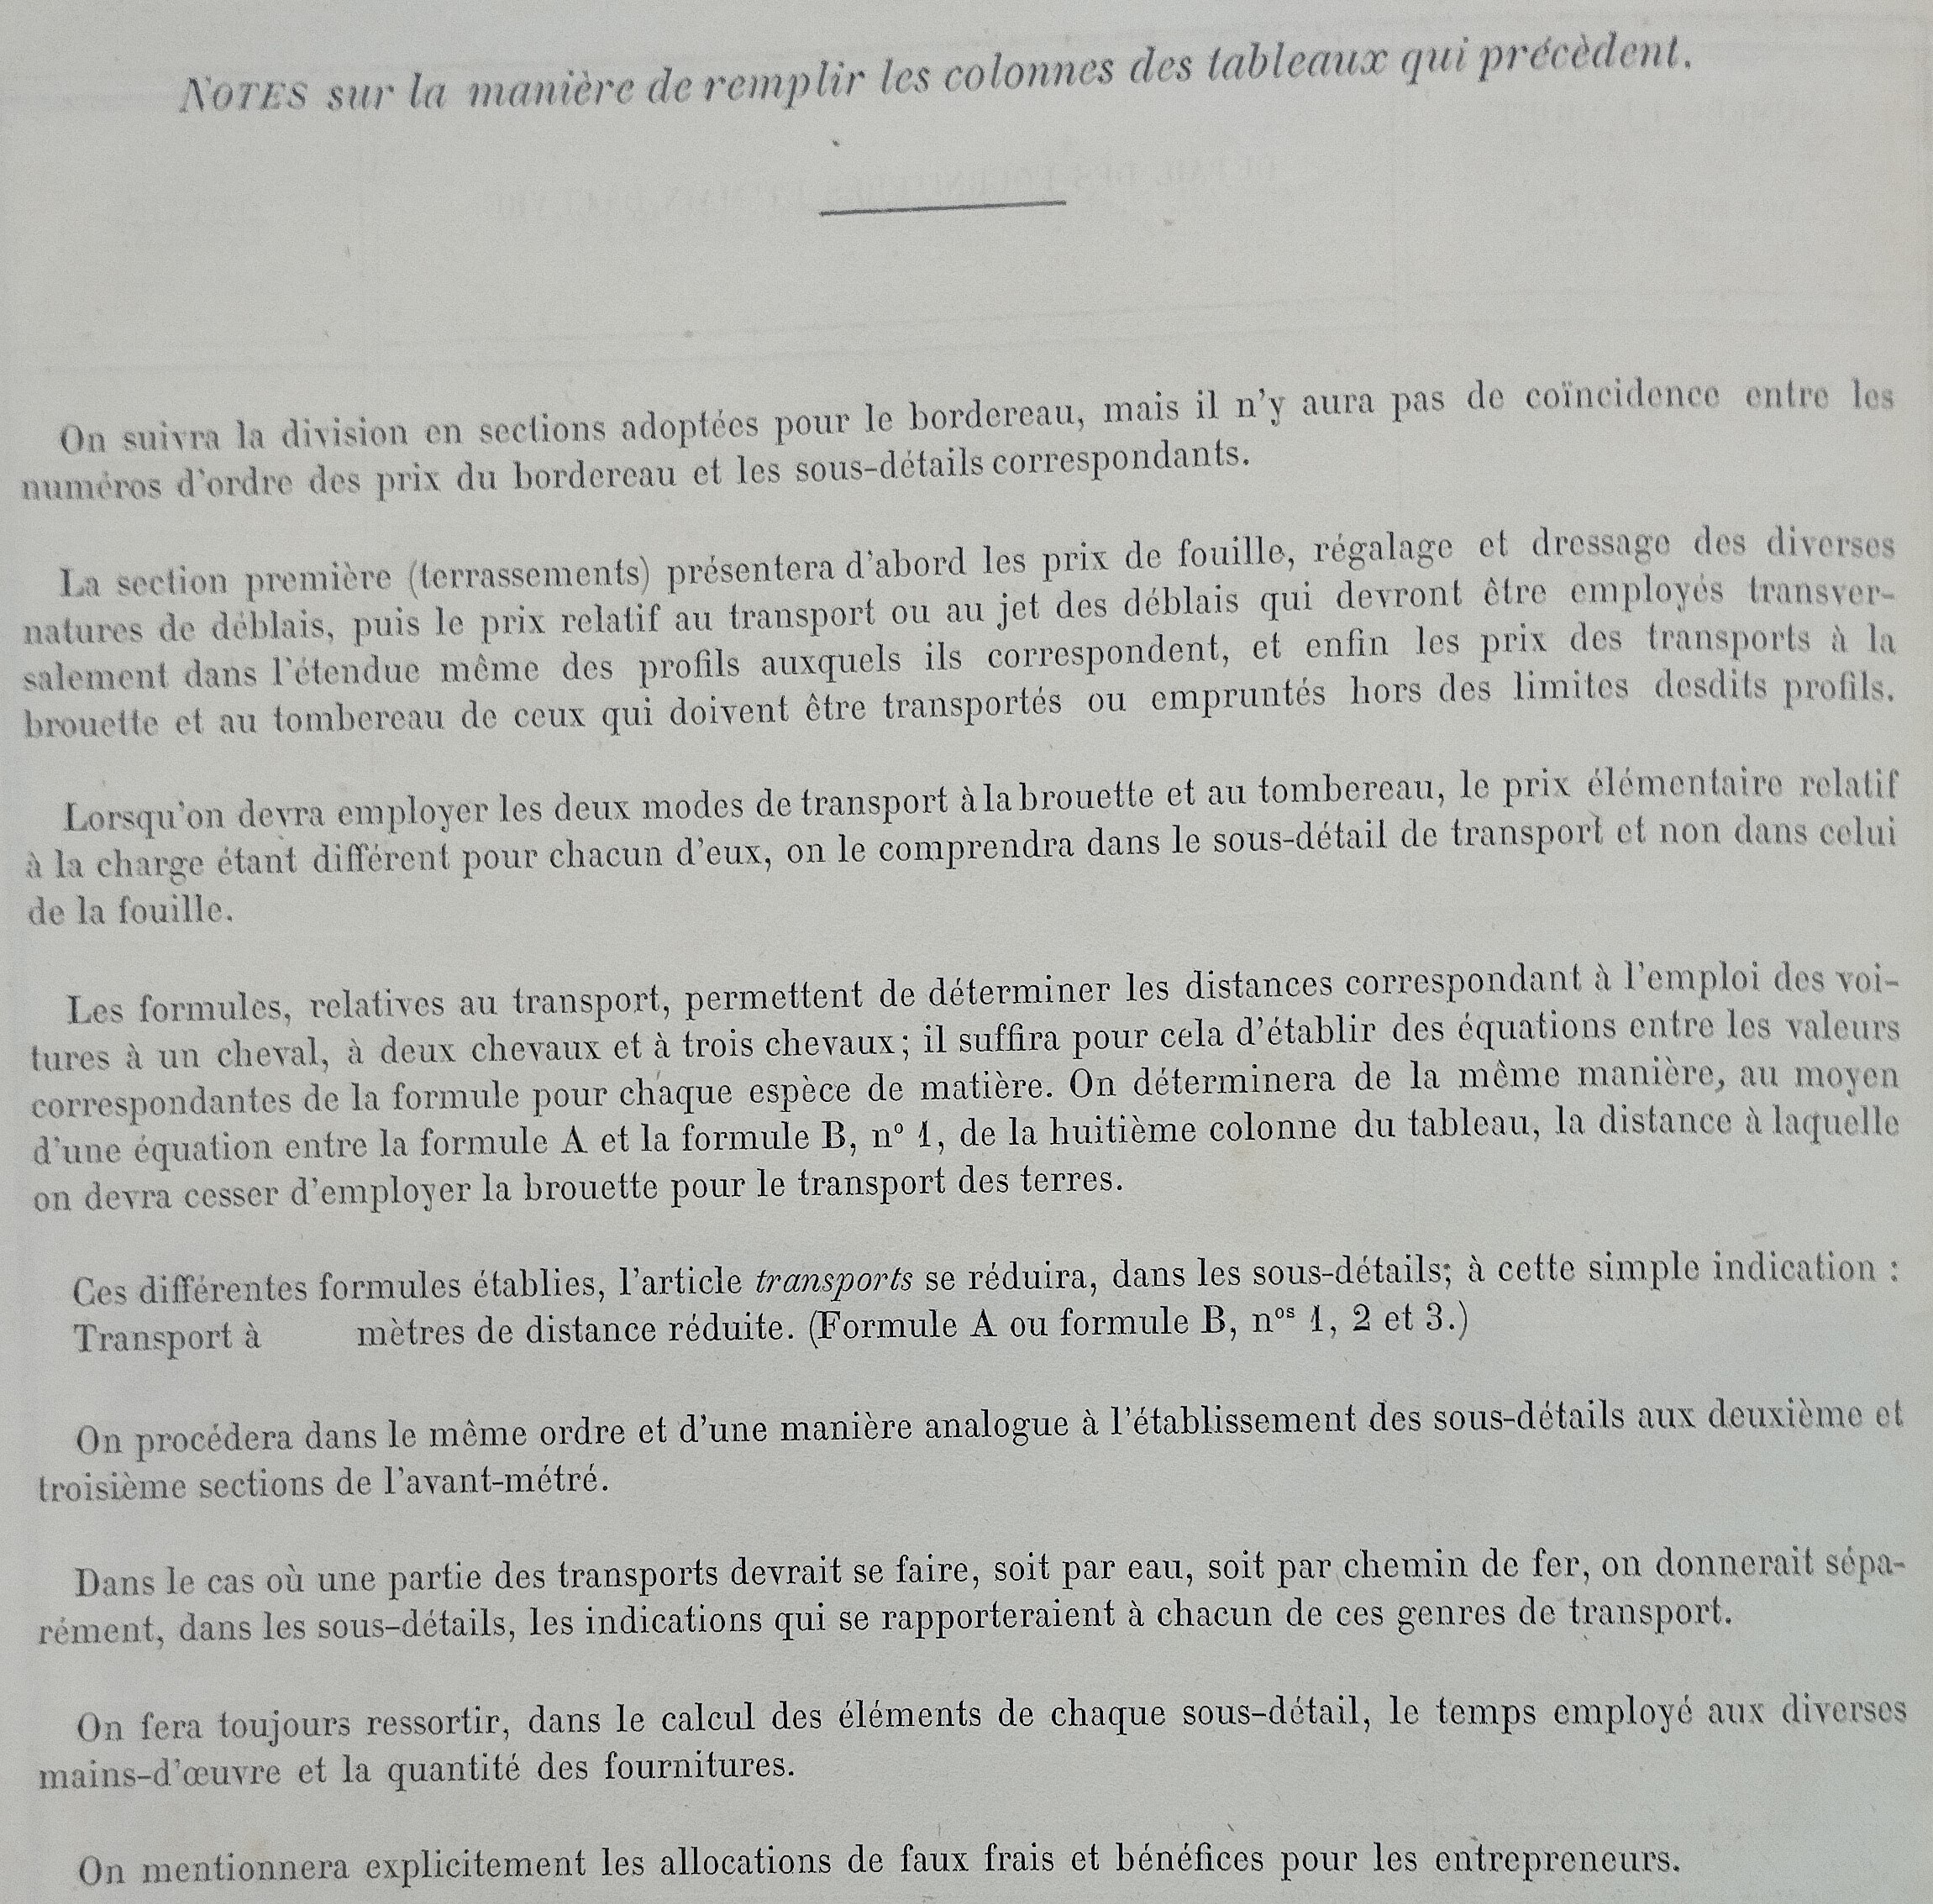 NOTES sur la manière de remplir les colonnes des tableaux qui précèdent.
On suivra la division en sections adoptées pour le bordereau, mais il n'y aura pas de coïncidence entre les
numéros d'ordre des prix du bordereau et les sous-détails correspondants.
La section première (terrassements) présentera d'abord les prix de fouille, régalage et dressage des diverses
natures de déblais, puis le prix relatif au transport ou au jet des déblais qui devront être employés transver-
salement dans l'étendue même des profils auxquels ils correspondent, et enfin les prix des transports à la
brouette et au tombereau de ceux qui doivent être transportés ou empruntés hors des limites desdits profils.
Lorsqu'on devra employer les deux modes de transport à la brouette et au tombereau, le prix élémentaire relatif
à la charge étant différent pour chacun d'eux, on le comprendra dans le sous-détail de transport et non dans celui
de la fouille.
Les formules, relatives au transport, permettent de déterminer les distances correspondant à l'emploi des voi-
tures à un cheval, à deux chevaux et à trois chevaux ; il suffira pour cela d'établir des équations entre les valeurs
correspondantes de la formule pour chaque espèce de matière. On déterminera de la même manière, au moyen
d'une équation entre la formule A et la formule B, nº 1, de la huitième colonne du tableau, la distance à laquelle
on devra cesser d'employer la brouette pour le transport des terres.
Ces différentes formules établies, l'article transports se réduira, dans les sous-détails; à cette simple indication :
Transport à mètres de distance réduite. (Formule A ou formule B, nos 1, 2 et 3.)
On procédera dans le même ordre et d'une manière analogue à l'établissement des sous-détails aux deuxième et
troisième sections de l'avant-métré.
Dans le cas où une partie des transports devrait se faire, soit par eau, soit par chemin de fer, on donnerait sépa-
rément, dans les sous-détails, les indications qui se rapporteraient à chacun de ces genres de transport.
On fera toujours ressortir, dans le calcul des éléments de chaque sous-détail, le temps employé aux diverses
mains-d'œuvre et la quantité des fournitures.
On mentionnera explicitement les allocations de faux frais et bénéfices pour les entrepreneurs.